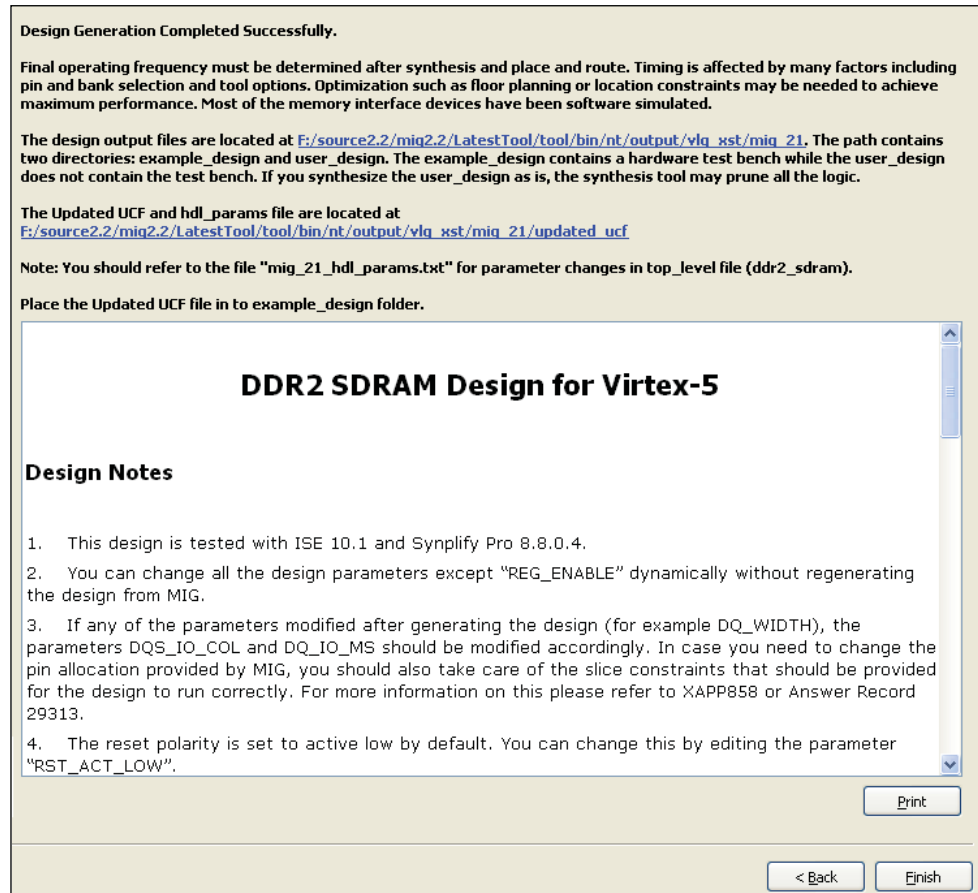 Design Generation Completed Successfully.
Final operating frequency must be determined after synthesis and place and route. Timing is affected by many factors including
pin and bank selection and tool options. Optimization such as floor planning or location constraints may be needed to achieve
maximum performance. Most of the memory interface devices have been software simulated.
The design output files are located at F:/source2.2/mig2.2/LatestTool/tool/bin/nt/output/vlg_xst/mig_21. The path contains
two directories: example_design and user_design. The example_design contains a hardware test bench while the user_design
does not contain the test bench. If you synthesize the user_design as is, the synthesis tool may prune all the logic.
The Updated UCF and hdl_params file are located at
F:/source2.2/mig2.2/LatestTool/tool/bin/nt/output/vlg_xst/mig_21/updated_ucf
Note: You should refer to the file "mig_21_hdl_params.txt" for parameter changes in top_level file (ddr2_sdram).
Place the Updated UCF file in to example_design folder.
DDR2 SDRAM Design for Virtex-5
Design Notes
1. This design is tested with ISE 10.1 and Synplify Pro 8.8.0.4.
2. You can change all the design parameters except “REG_ENABLE” dynamically without regenerating
the design from MIG.
3. If any of the parameters modified after generating the design (for example DQ_WIDTH), the
parameters DQS_IO_COL and DQ_IO_MS should be modified accordingly. In case you need to change the
pin allocation provided by MIG, you should also take care of the slice constraints that should be provided
for the design to run correctly. For more information on this please refer to XAPP858 or Answer Record
29313.
4. The reset polarity is set to active low by default. You can change this by editing the parameter
“RST_ACT_LOW”.
Print
< Back
Finish